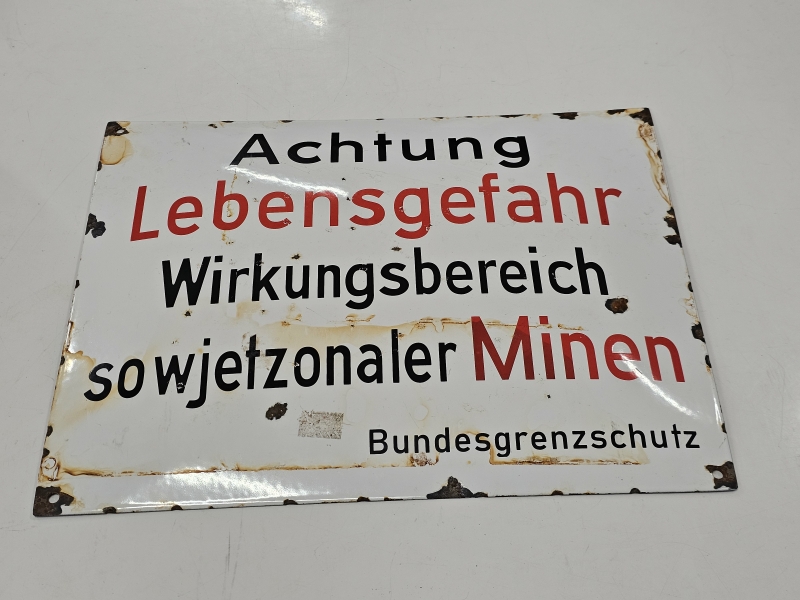 Achtung
Lebensgefahr
Wirkungsbereich
sowjetzonaler Minen
Bundesgrenzschutz